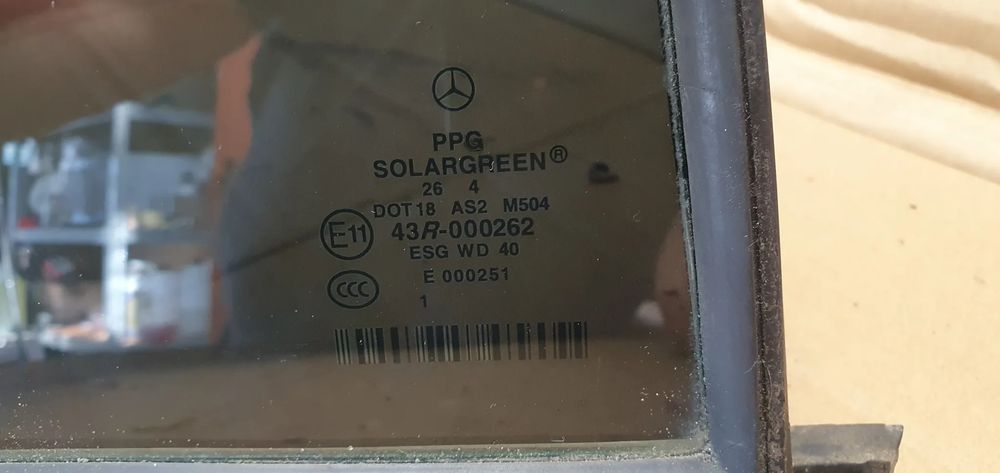 PPG
SOLARGREEN®
26 4
DOT18 AS2 M504
E11 43R-000262
ESG WD 40
CCC E 000251
1